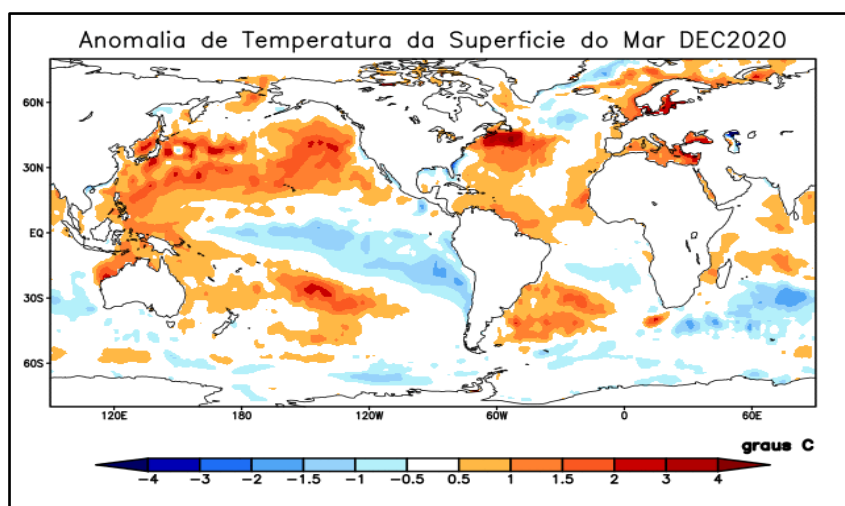 Anomalia de Temperatura da Superficie do Mar DEC2020
60N
30N
EQ
30S
60S
120E 180 120W 60W 0 60E
graus C
-4 -3 -2 -1.5 -1 -0.5 0.5 1 1.5 2 3 4